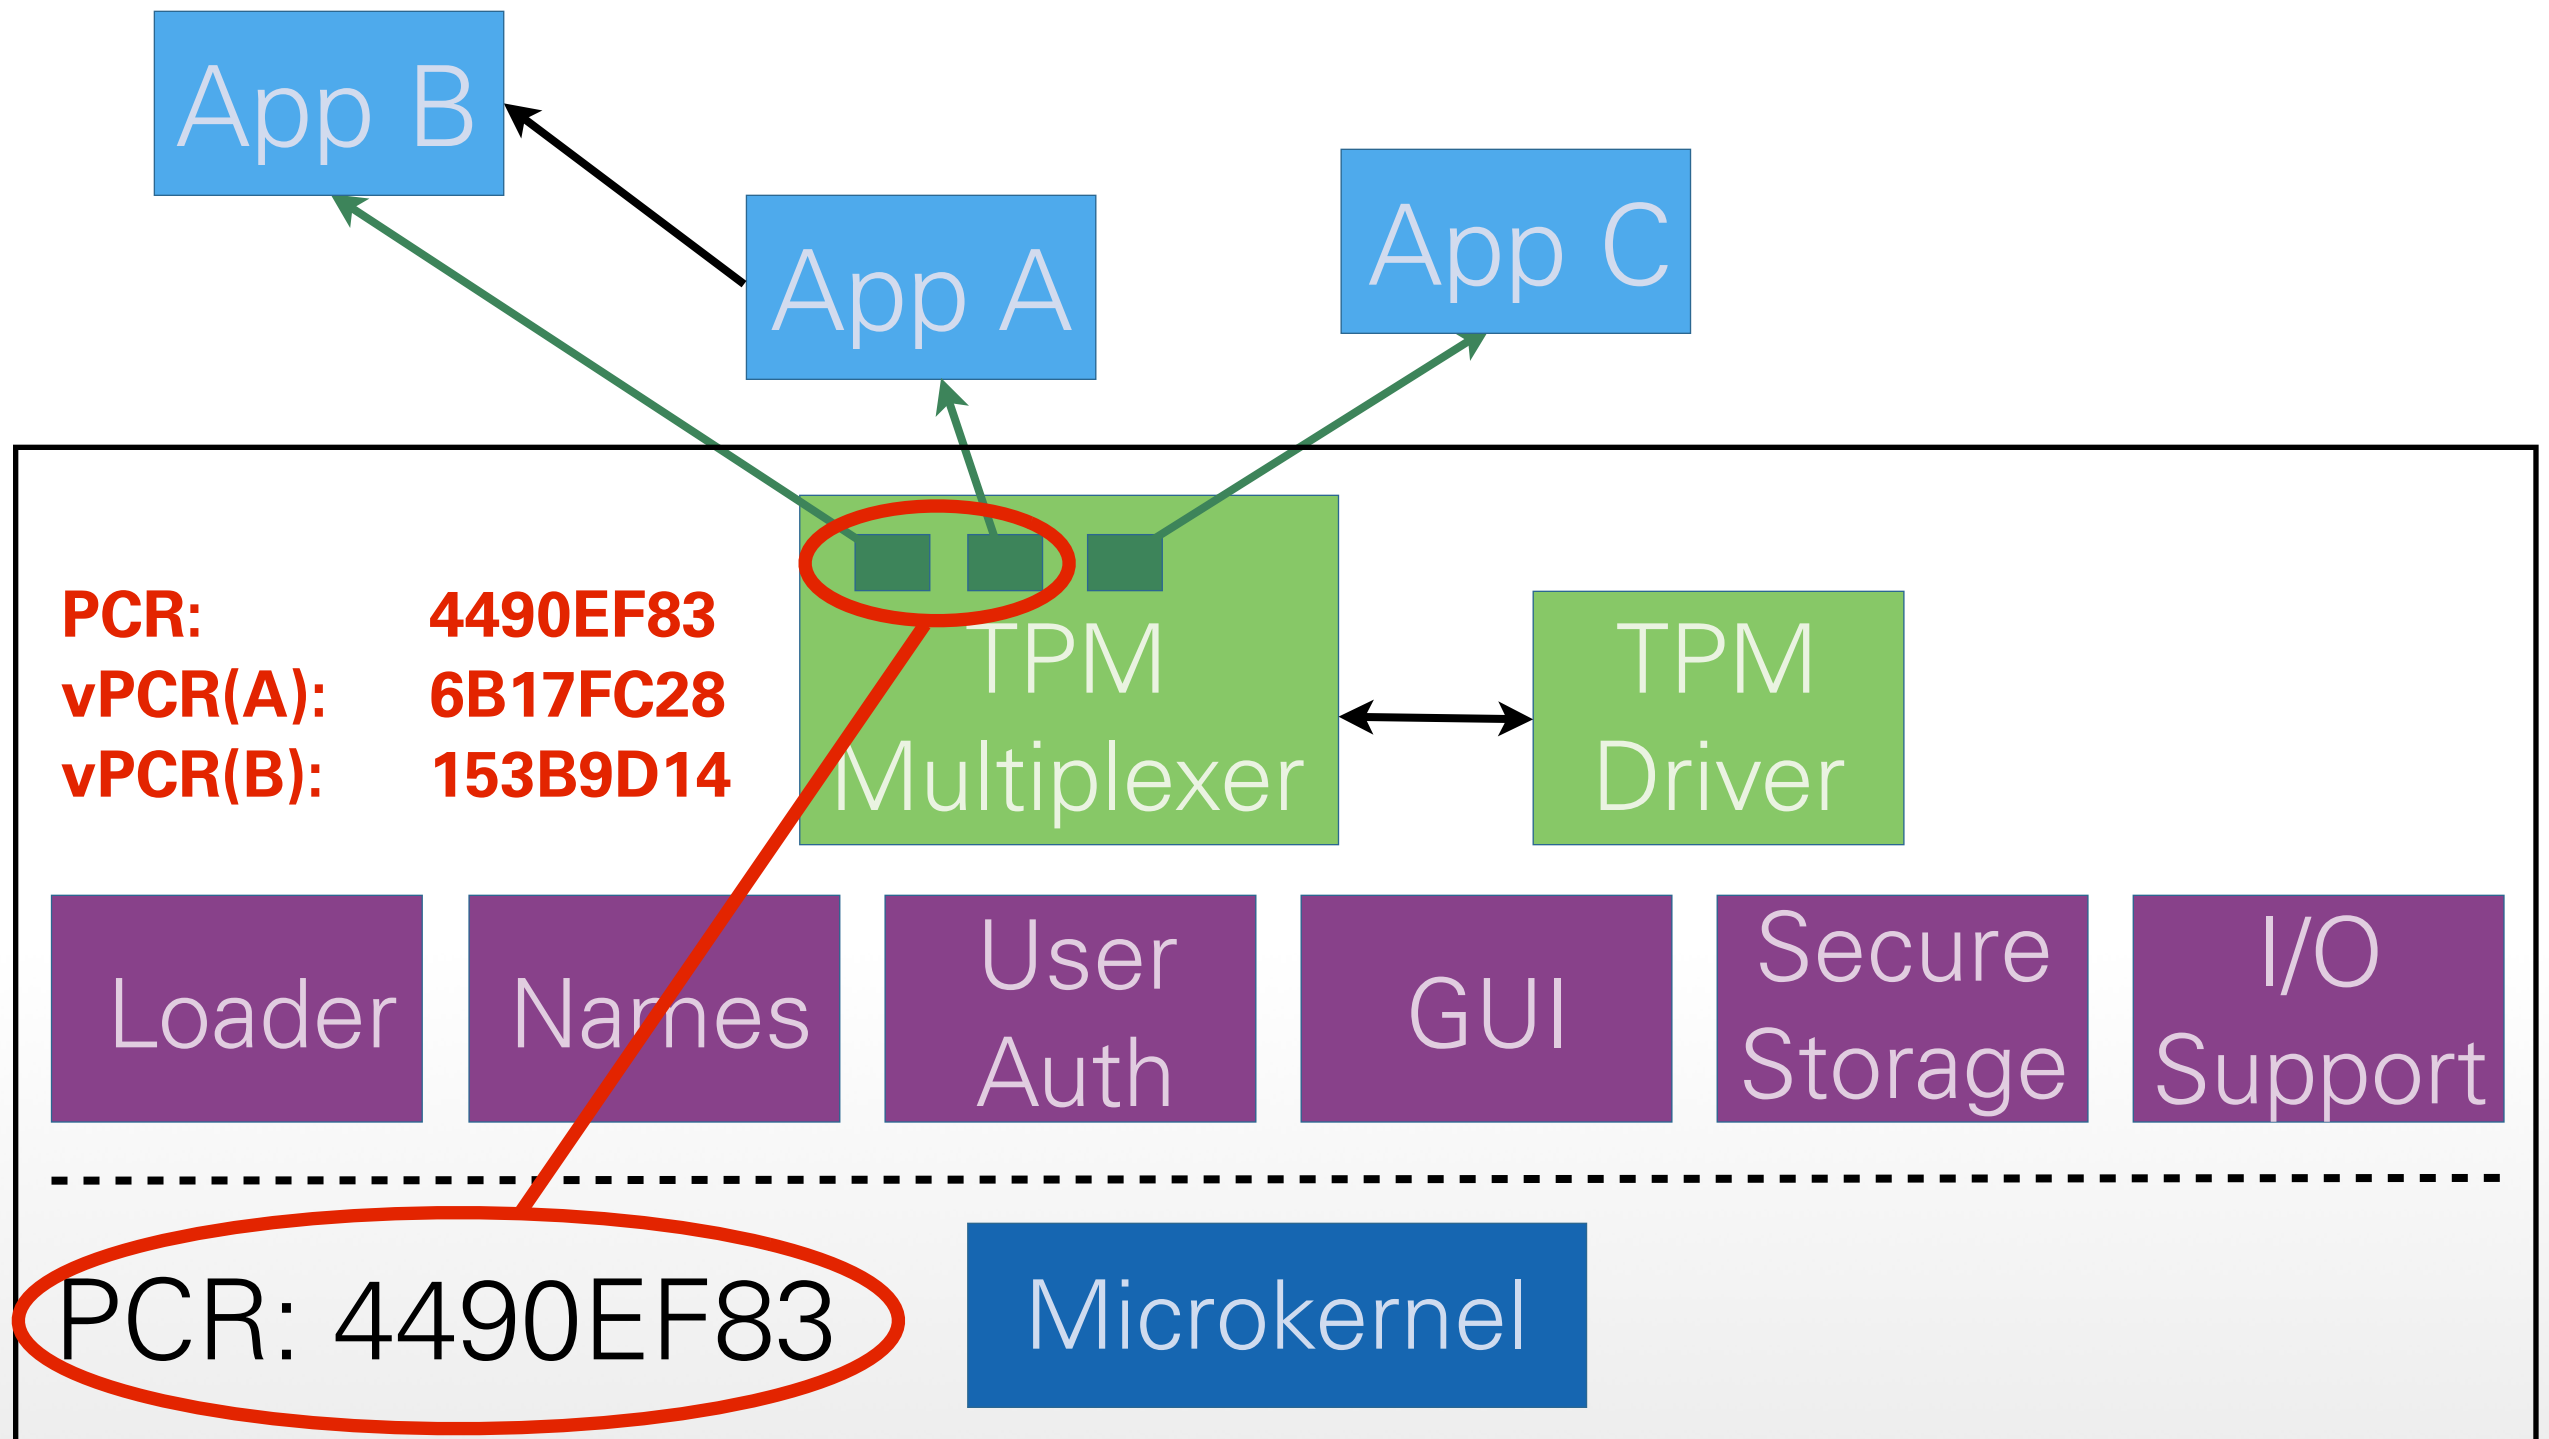 App B
App A
App C
PCR: 4490EF83
vPCR(A): 6B17FC28
vPCR(B): 153B9D14
TPM
Multiplexer
TPM
Driver
Loader
Names
User
Auth
GUI
Secure
Storage
I/O
Support
PCR: 4490EF83
Microkernel